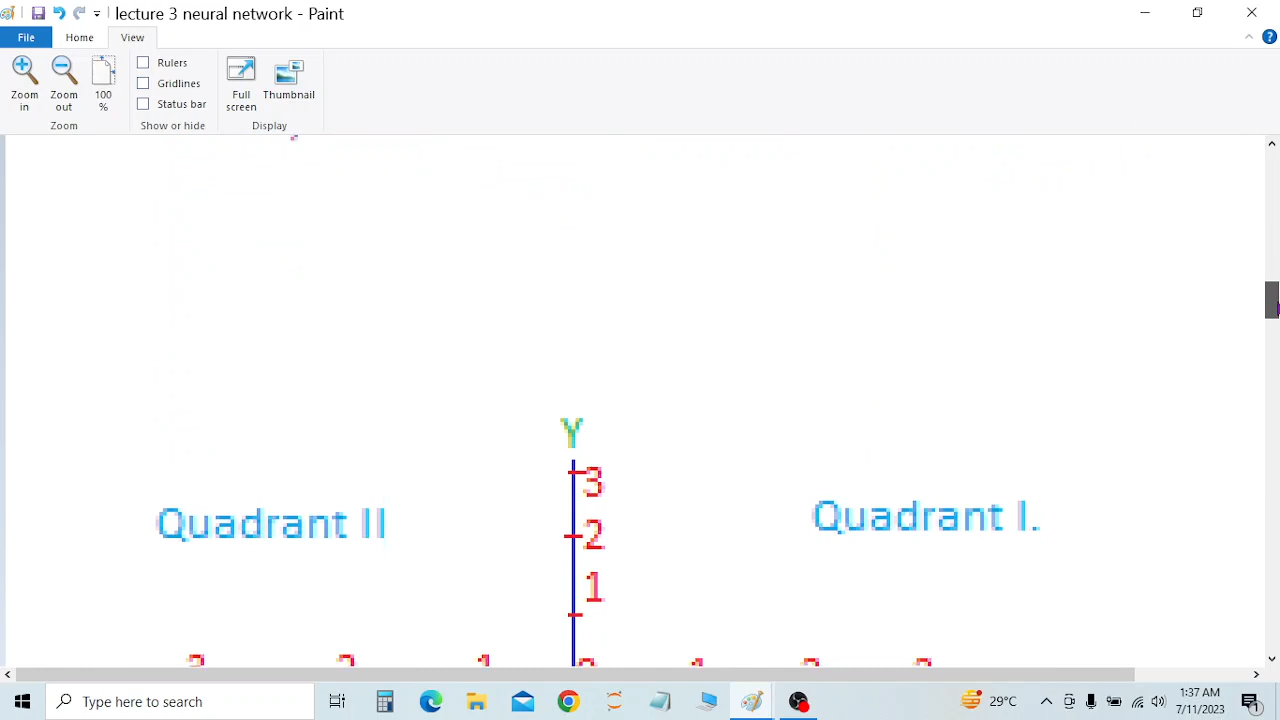 lecture 3 neural network - Paint
File Home View
Zoom in
Zoom out
100 %
Rulers
Gridlines
Status bar
Full screen
Thumbnail
Zoom
Show or hide
Display
Y
3
Quadrant II
Quadrant I.
2
1
Type here to search
29°C
1:37 AM
7/11/2023
1